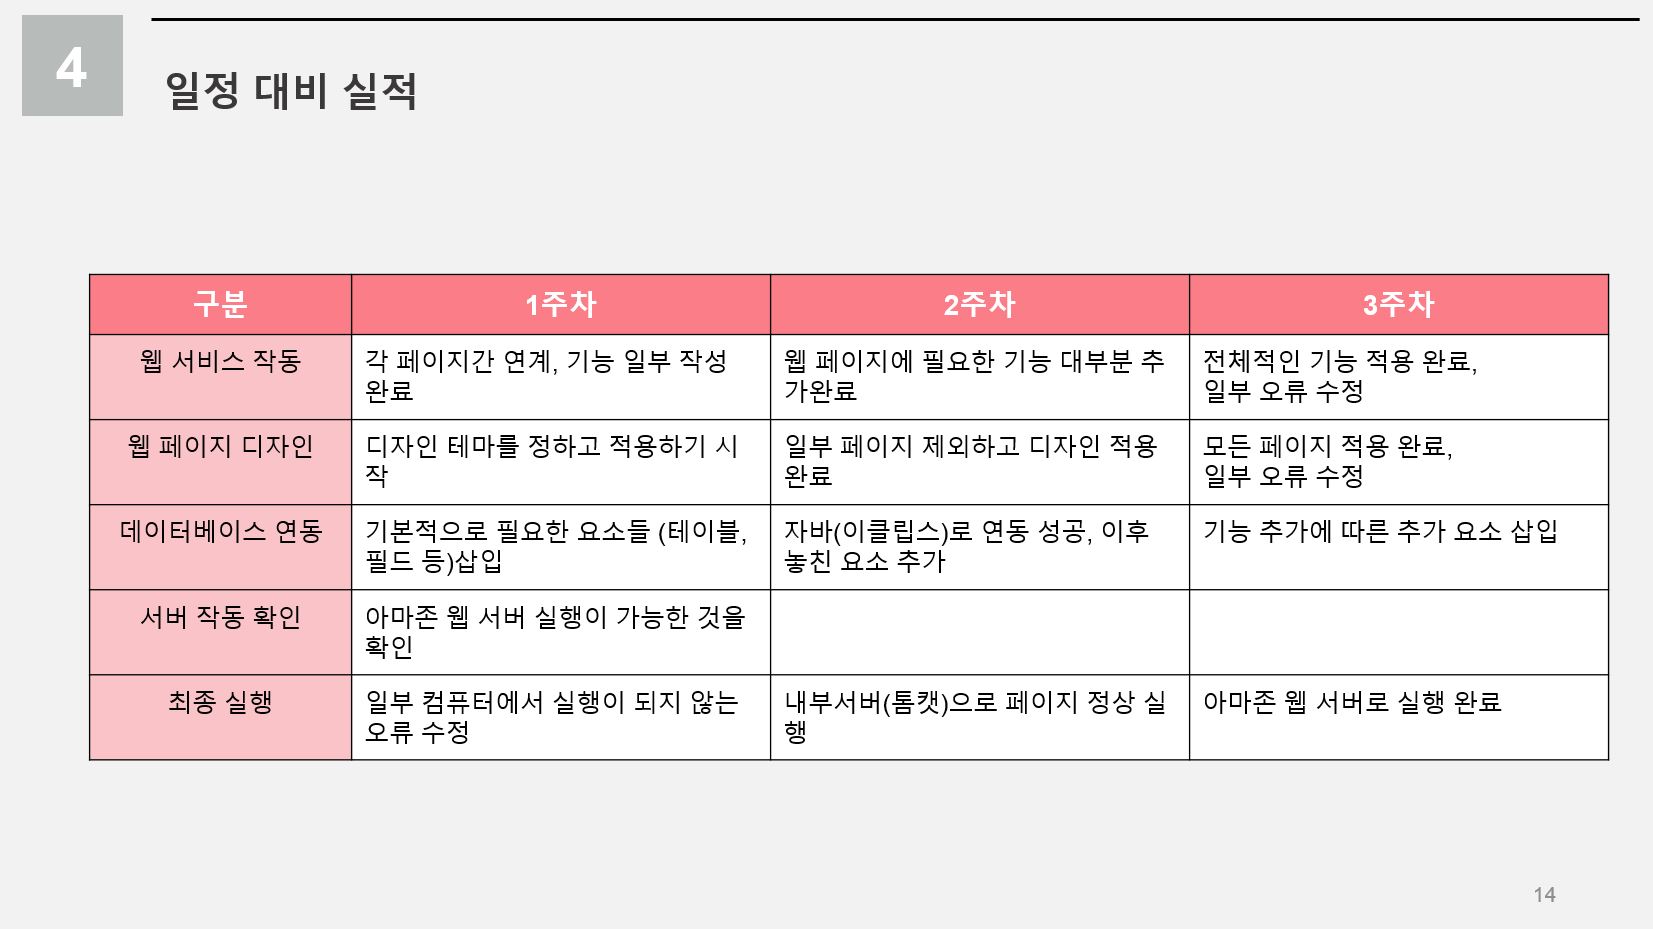 4
일정 대비 실적
구분 1주차 2주차 3주차
웹 서비스 작동
각 페이지간 연계, 기능 일부 작성
완료
웹 페이지에 필요한 기능 대부분 추
가완료
전체적인 기능 적용 완료,
일부 오류 수정
웹 페이지 디자인
디자인 테마를 정하고 적용하기 시
작
일부 페이지 제외하고 디자인 적용
완료
모든 페이지 적용 완료,
일부 오류 수정
데이터베이스 연동
기본적으로 필요한 요소들 (테이블,
필드 등)삽입
자바(이클립스)로 연동 성공, 이후
놓친 요소 추가
기능 추가에 따른 추가 요소 삽입
서버 작동 확인
아마존 웹 서버 실행이 가능한 것을
확인
최종 실행
일부 컴퓨터에서 실행이 되지 않는
오류 수정
내부서버(톰캣)으로 페이지 정상 실
행
아마존 웹 서버로 실행 완료
14